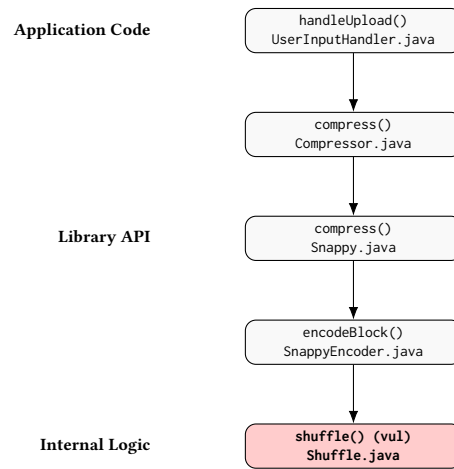 Application Code
handleUpload()
UserInputHandler.java
compress()
Compressor.java
Library API
compress()
Snappy.java
encodeBlock()
SnappyEncoder.java
Internal Logic
shuffle() (vul)
Shuffle.java